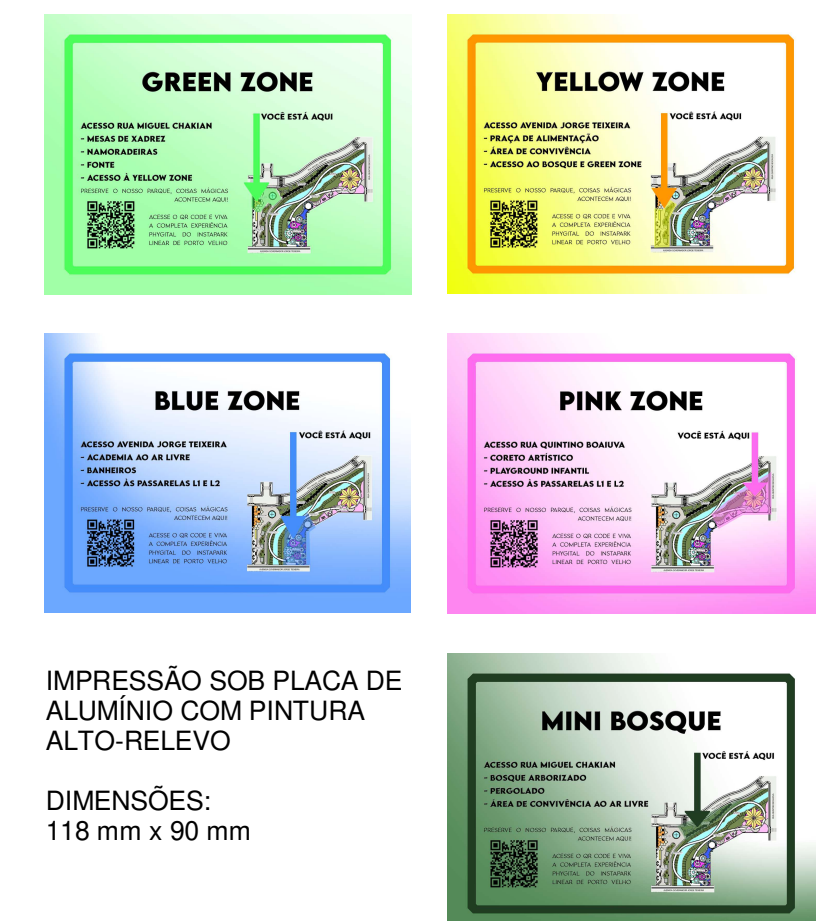 GREEN ZONE
VOCÊ ESTÁ AQUI
ACESSO RUA MIGUEL CHAKIAN
- MESAS DE XADREZ
- NAMORADEIRAS
- FONTE
- ACESSO À YELLOW ZONE
PRESERVE O NOSSO PARQUE, COISAS MÁGICAS
ACONTECEM AQUI!
ACESSE O QR CODE E VIVA
A COMPLETA EXPERIÊNCIA
PHYGITAL DO INSTAPARK
LINEAR DE PORTO VELHO
YELLOW ZONE
VOCÊ ESTÁ AQUI
ACESSO AVENIDA JORGE TEIXEIRA
- PRAÇA DE ALIMENTAÇÃO
- ÁREA DE CONVIVÊNCIA
- ACESSO AO BOSQUE E GREEN ZONE
PRESERVE O NOSSO PARQUE, COISAS MÁGICAS
ACONTECEM AQUI!
ACESSE O QR CODE E VIVA
A COMPLETA EXPERIÊNCIA
PHYGITAL DO INSTAPARK
LINEAR DE PORTO VELHO
BLUE ZONE
VOCÊ ESTÁ AQUI
ACESSO AVENIDA JORGE TEIXEIRA
- ACADEMIA AO AR LIVRE
- BANHEIROS
- ACESSO ÀS PASSARELAS L1 E L2
PRESERVE O NOSSO PARQUE, COISAS MÁGICAS
ACONTECEM AQUI!
ACESSE O QR CODE E VIVA
A COMPLETA EXPERIÊNCIA
PHYGITAL DO INSTAPARK
LINEAR DE PORTO VELHO
PINK ZONE
VOCÊ ESTÁ AQUI
ACESSO RUA QUINTINO BOAIUVA
- CORETO ARTÍSTICO
- PLAYGROUND INFANTIL
- ACESSO ÀS PASSARELAS L1 E L2
PRESERVE O NOSSO PARQUE, COISAS MÁGICAS
ACONTECEM AQUI!
ACESSE O QR CODE E VIVA
A COMPLETA EXPERIÊNCIA
PHYGITAL DO INSTAPARK
LINEAR DE PORTO VELHO
IMPRESSÃO SOB PLACA DE
ALUMÍNIO COM PINTURA
ALTO-RELEVO
DIMENSÕES:
118 mm x 90 mm
MINI BOSQUE
VOCÊ ESTÁ AQUI
ACESSO RUA MIGUEL CHAKIAN
- BOSQUE ARBORIZADO
- PERGOLADO
- ÁREA DE CONVIVÊNCIA AO AR LIVRE
PRESERVE O NOSSO PARQUE, COISAS MÁGICAS
ACONTECEM AQUI!
ACESSE O QR CODE E VIVA
A COMPLETA EXPERIÊNCIA
PHYGITAL DO INSTAPARK
LINEAR DE PORTO VELHO